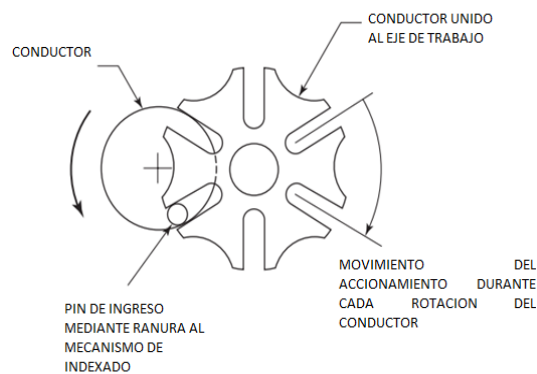 CONDUCTOR UNIDO
AL EJE DE TRABAJO
CONDUCTOR
MOVIMIENTO DEL
ACCIONAMIENTO DURANTE
CADA ROTACION DEL
CONDUCTOR
PIN DE INGRESO
MEDIANTE RANURA AL
MECANISMO DE
INDEXADO